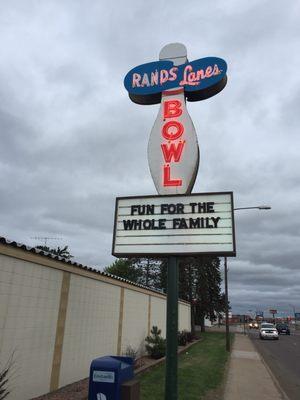 RANDS Lanes
BOWL
FUN FOR THE
WHOLE FAMILY